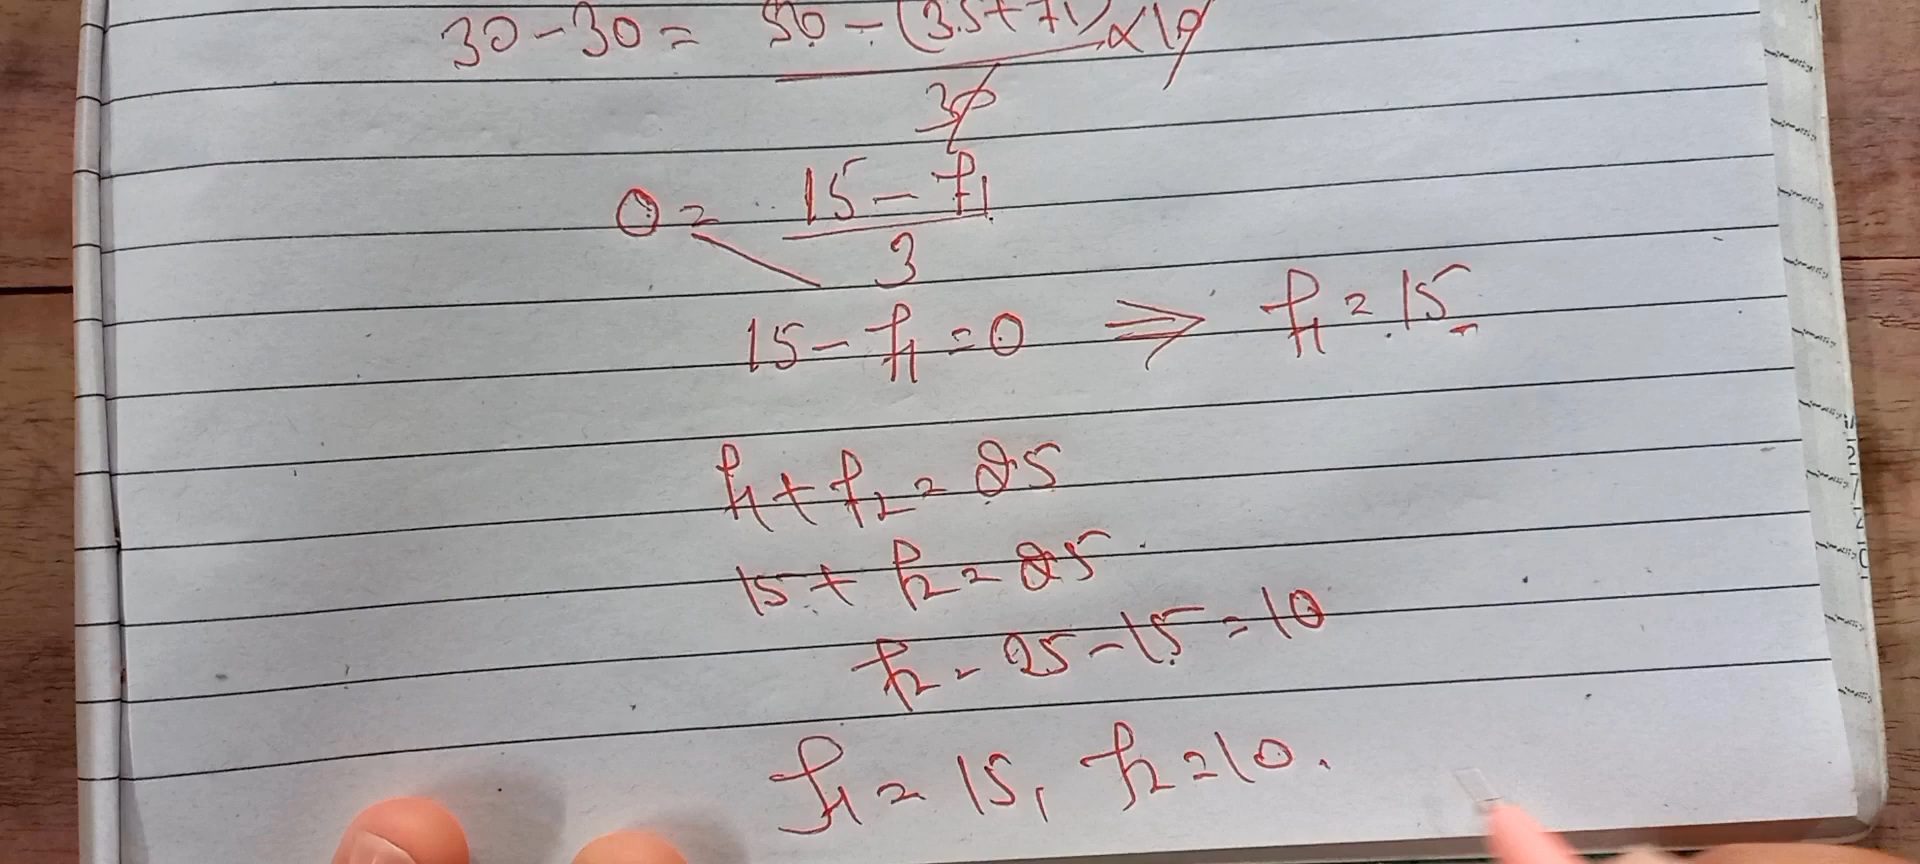 30-30= 50-(35+f1)×10
30
0= 15-f1
3
15-f1=0 ⇒ f1=15
f1+f2=25
15+f2=25
f2=25-15=10
f1=15, f2=10.